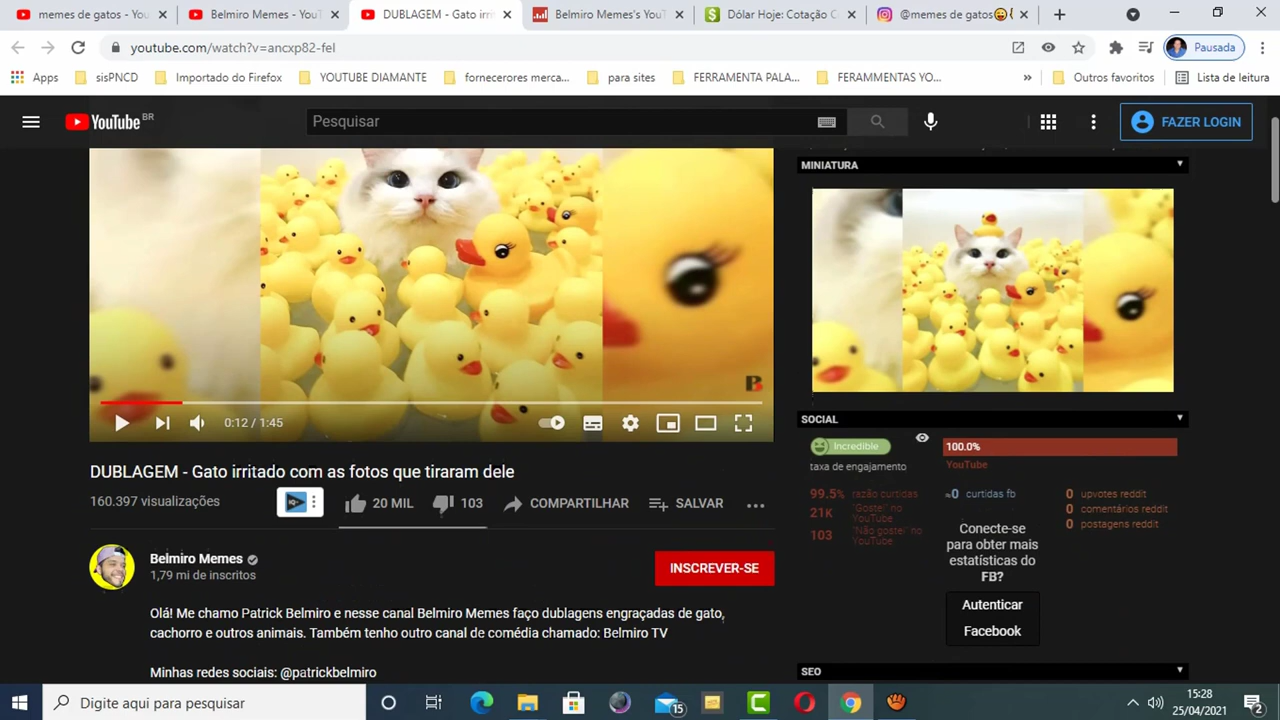 memes de gatos - You
Belmiro Memes - YouT
DUBLAGEM - Gato irrit
Belmiro Memes's YouT
Dólar Hoje: Cotação C
@memes de gatos
youtube.com/watch?v=ancxp82-fel
Pausada
Apps
sisPNCD
Importado do Firefox
YOUTUBE DIAMANTE
fornecerores merca...
para sites
FERRAMENTA PALA...
FERAMMENTAS YO...
Outros favoritos
Lista de leitura
YouTube BR
Pesquisar
FAZER LOGIN
MINIATURA
0:12 / 1:45
SOCIAL
Incredible
taxa de engajamento
100.0%
YouTube
99.5% razão curtidas
21K "Gostei" no YouTube
103 "Não gostei" no YouTube
≈0 curtidas fb
0 upvotes reddit
0 comentários reddit
0 postagens reddit
Conecte-se
para obter mais
estatísticas do
FB?
Autenticar
Facebook
DUBLAGEM - Gato irritado com as fotos que tiraram dele
160.397 visualizações
20 MIL
103
COMPARTILHAR
SALVAR
Belmiro Memes
1,79 mi de inscritos
INSCREVER-SE
Olá! Me chamo Patrick Belmiro e nesse canal Belmiro Memes faço dublagens engraçadas de gato,
cachorro e outros animais. Também tenho outro canal de comédia chamado: Belmiro TV
Minhas redes sociais: @patrickbelmiro
SEO
Digite aqui para pesquisar
15
15:28
25/04/2021
2